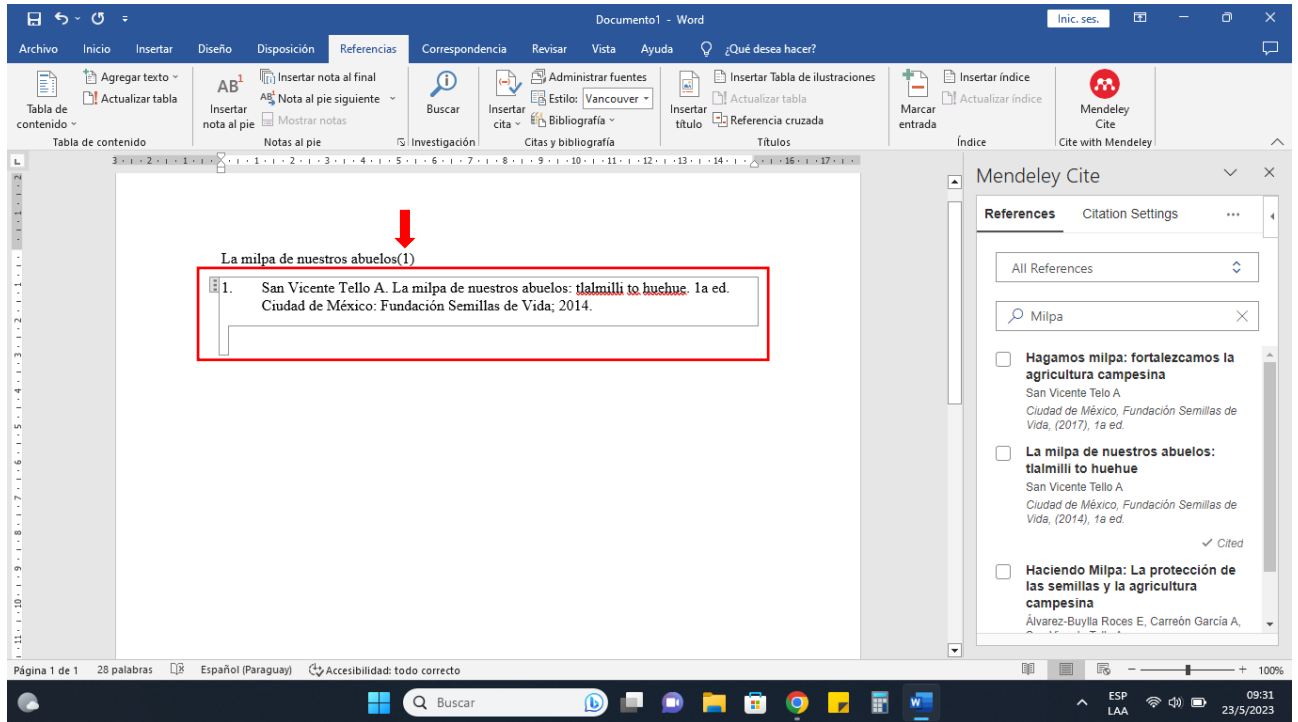 Documento1 - Word
Inic. ses.
Archivo Inicio Insertar Diseño Disposición Referencias Correspondencia Revisar Vista Ayuda ¿Qué desea hacer?
Tabla de contenido
Agregar texto
Actualizar tabla
Tabla de contenido
AB1
Insertar nota al pie
Insertar nota al final
Nota al pie siguiente
Mostrar notas
Notas al pie
Buscar
Investigación
Insertar cita
Administrar fuentes
Estilo: Vancouver
Bibliografía
Citas y bibliografía
Insertar título
Insertar Tabla de ilustraciones
Actualizar tabla
Referencia cruzada
Títulos
Marcar entrada
Insertar índice
Actualizar índice
Índice
Mendeley Cite
Cite with Mendeley
La milpa de nuestros abuelos(1)
1. San Vicente Tello A. La milpa de nuestros abuelos: tlalmilli to huehue. 1a ed.
Ciudad de México: Fundación Semillas de Vida; 2014.
Mendeley Cite
References Citation Settings
All References
Milpa
Hagamos milpa: fortalezcamos la
agricultura campesina
San Vicente Telo A
Ciudad de México, Fundación Semillas de
Vida, (2017), 1a ed.
La milpa de nuestros abuelos:
tlalmilli to huehue
San Vicente Tello A
Ciudad de México, Fundación Semillas de
Vida, (2014), 1a ed.
Cited
Haciendo Milpa: La protección de
las semillas y la agricultura
campesina
Álvarez-Buylla Roces E, Carreón García A,
Página 1 de 1 28 palabras Español (Paraguay) Accesibilidad: todo correcto 100%
Buscar
ESP
LAA
09:31
23/5/2023